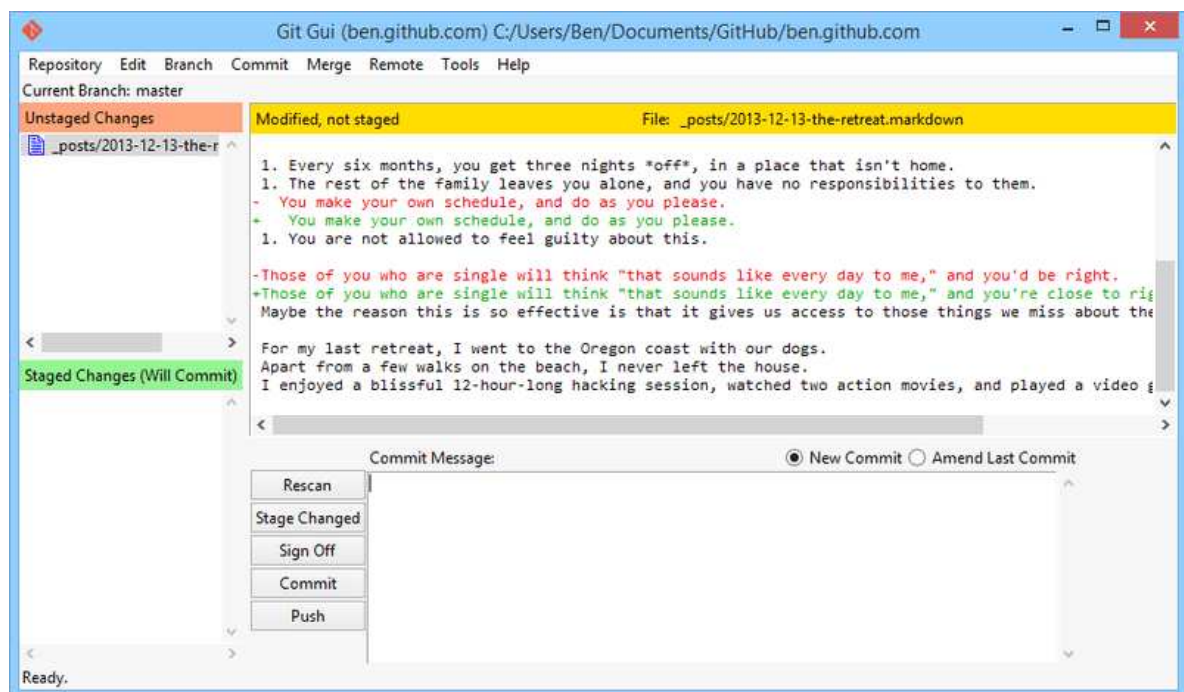 Git Gui (ben.github.com) C:/Users/Ben/Documents/GitHub/ben.github.com
Repository Edit Branch Commit Merge Remote Tools Help
Current Branch: master
Unstaged Changes
_posts/2013-12-13-the-r
Modified, not staged File: _posts/2013-12-13-the-retreat.markdown
1. Every six months, you get three nights *off*, in a place that isn't home.
1. The rest of the family leaves you alone, and you have no responsibilities to them.
-  You make your own schedule, and do as you please.
+   You make your own schedule, and do as you please.
1. You are not allowed to feel guilty about this.
-Those of you who are single will think "that sounds like every day to me," and you'd be right.
+Those of you who are single will think "that sounds like every day to me," and you're close to rig
Maybe the reason this is so effective is that it gives us access to those things we miss about the
For my last retreat, I went to the Oregon coast with our dogs.
Apart from a few walks on the beach, I never left the house.
I enjoyed a blissful 12-hour-long hacking session, watched two action movies, and played a video g
Staged Changes (Will Commit)
Commit Message: New Commit Amend Last Commit
Rescan
Stage Changed
Sign Off
Commit
Push
Ready.